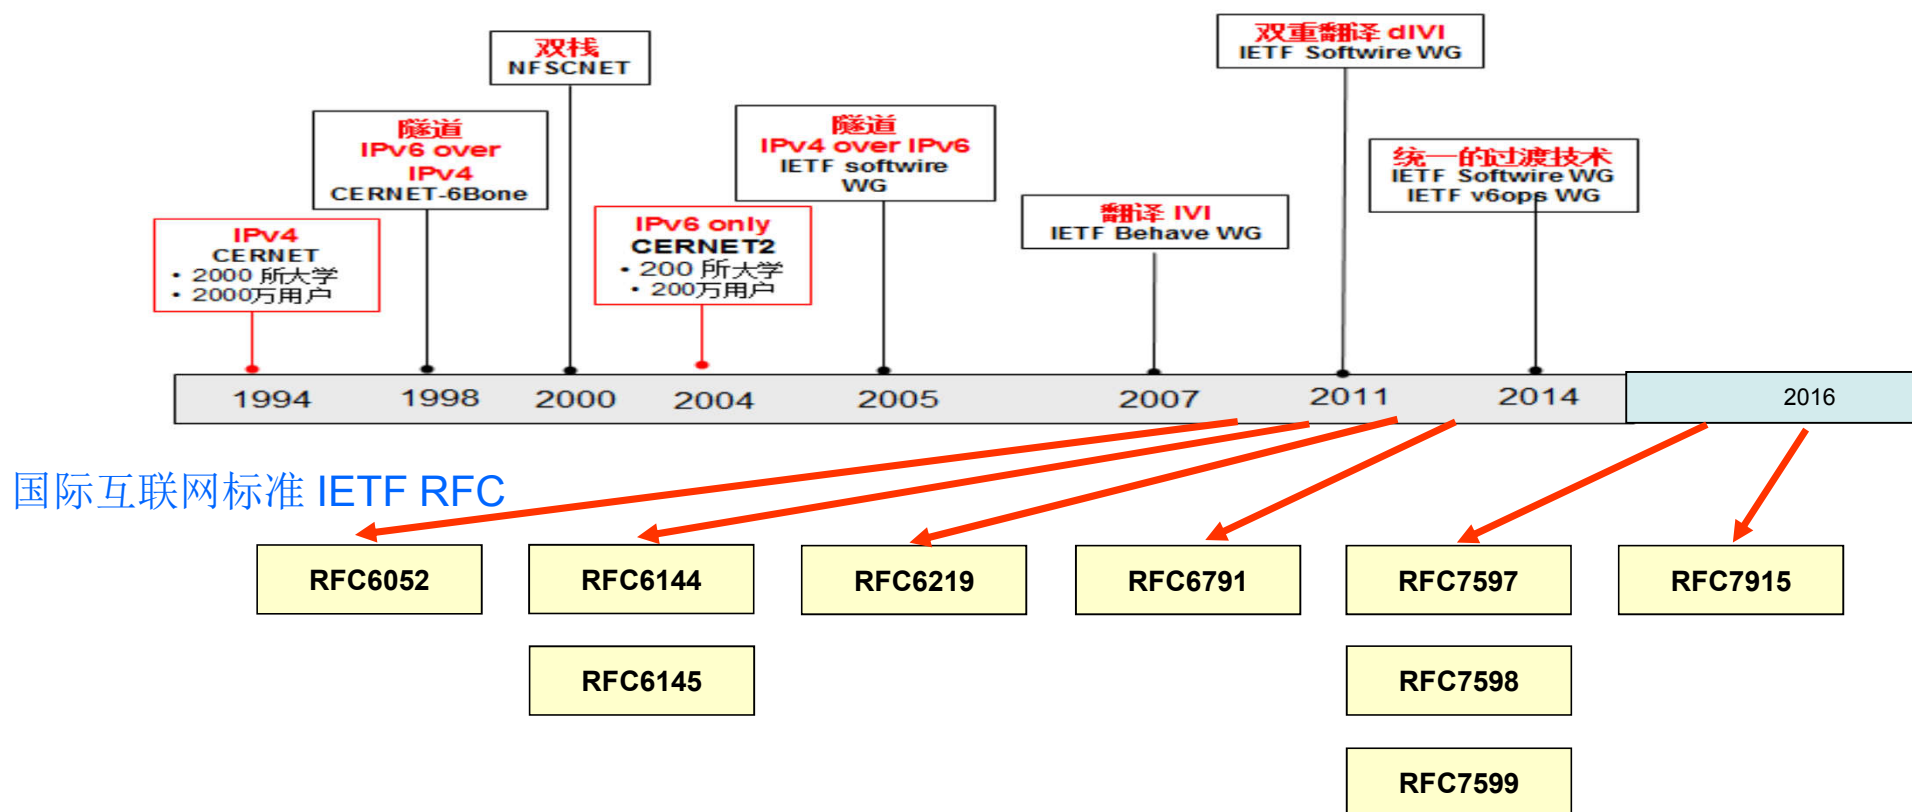 双栈
NFSCNET
双重翻译 dIVI
IETF Softwire WG
隧道
IPv6 over
IPv4
CERNET-6Bone
隧道
IPv4 over IPv6
IETF softwire
WG
统一的过渡技术
IETF Softwire WG
IETF v6ops WG
IPv4
CERNET
• 2000 所大学
• 2000万用户
IPv6 only
CERNET2
• 200 所大学
• 200万用户
翻译 IVI
IETF Behave WG
1994
1998
2000
2004
2005
2007
2011
2014
2016
国际互联网标准 IETF RFC
RFC6052
RFC6144
RFC6219
RFC6791
RFC7597
RFC7915
RFC6145
RFC7598
RFC7599